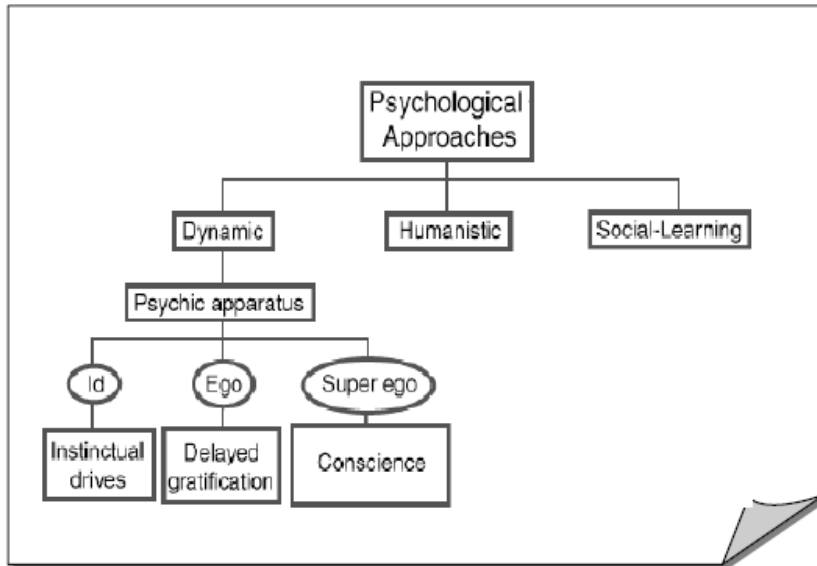 Psychological
Approaches
Dynamic
Humanistic
Social-Learning
Psychic apparatus
Id
Ego
Super ego
Instinctual
drives
Delayed
gratification
Conscience